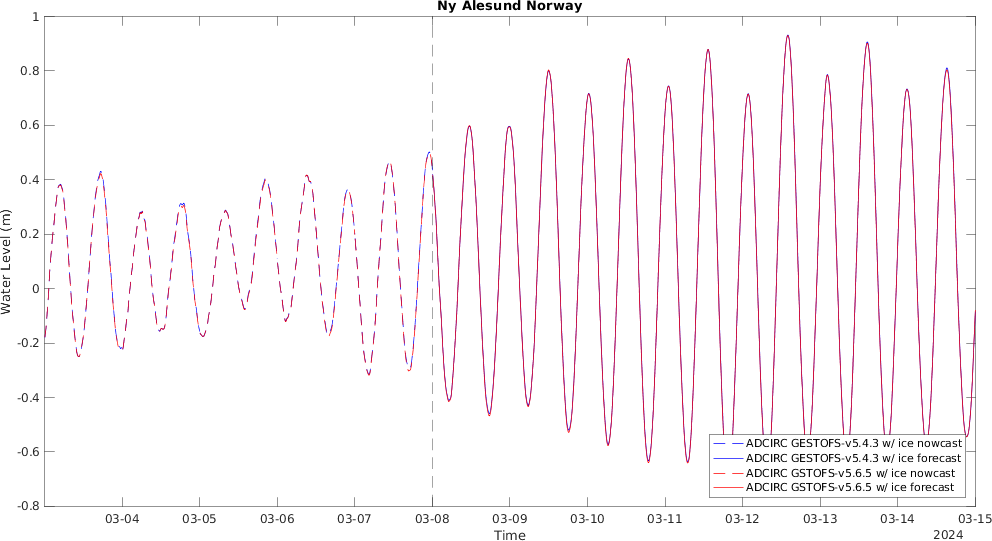 Ny Alesund Norway
1
0.8
0.6
0.4
0.2
0
-0.2
-0.4
-0.6
-0.8
Water Level (m)
ADCIRC GESTOFS-v5.4.3 w/ ice nowcast
ADCIRC GESTOFS-v5.4.3 w/ ice forecast
ADCIRC GSTOFS-v5.6.5 w/ ice nowcast
ADCIRC GSTOFS-v5.6.5 w/ ice forecast
03-04 03-05 03-06 03-07 03-08 03-09 03-10 03-11 03-12 03-13 03-14 03-15
Time
2024